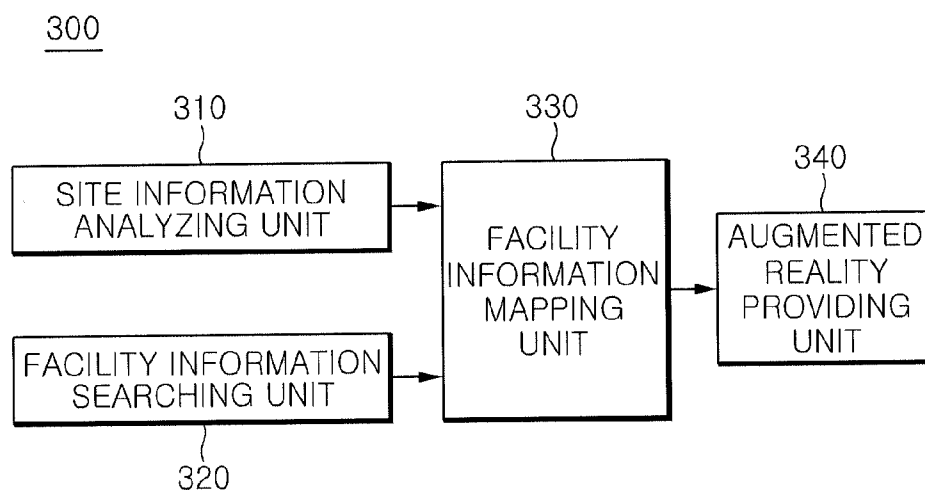 300
310
SITE INFORMATION
ANALYZING UNIT
330
FACILITY
INFORMATION
MAPPING
UNIT
340
AUGMENTED
REALITY
PROVIDING
UNIT
FACILITY INFORMATION
SEARCHING UNIT
320